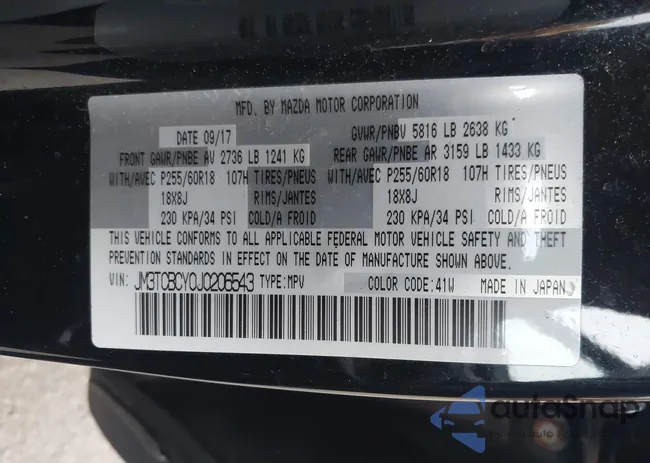 MFD. BY MAZDA MOTOR CORPORATION
DATE 09/17 GVWR/PNBV 5816 LB 2638 KG
FRONT GAWR/PNBE AV 2736 LB 1241 KG REAR GAWR/PNBE AR 3159 LB 1433 KG
WITH/AVEC P255/60R18 107H TIRES/PNEUS WITH/AVEC P255/60R18 107H TIRES/PNEUS
18X8J RIMS/JANTES 18X8J RIMS/JANTES
230 KPA/34 PSI COLD/A FROID 230 KPA/34 PSI COLD/A FROID
THIS VEHICLE CONFORMS TO ALL APPLICABLE FEDERAL MOTOR VEHICLE SAFETY AND THEFT
PREVENTION STANDARDS IN EFFECT ON THE DATE OF MANUFACTURE SHOWN ABOVE.
VIN: JM3TCBCY0J0206543 TYPE:MPV COLOR CODE:41W MADE IN JAPAN
autoSnap